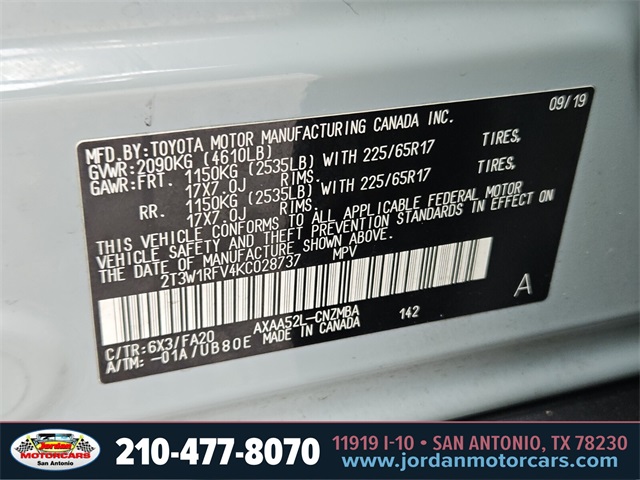 09/19
MFD.BY:TOYOTA MOTOR MANUFACTURING CANADA INC.
GVWR:2090KG (4610LB)
GAWR:FRT. 1150KG (2535LB) WITH 225/65R17 TIRES,
17X7.0J RIMS.
RR. 1150KG (2535LB) WITH 225/65R17 TIRES,
17X7.0J RIMS.
THIS VEHICLE CONFORMS TO ALL APPLICABLE FEDERAL MOTOR
VEHICLE SAFETY AND THEFT PREVENTION STANDARDS IN EFFECT ON
THE DATE OF MANUFACTURE SHOWN ABOVE.
2T3W1RFV4KC028737 MPV
C/TR:6X3/FA20 AXAA52L-CNZMBA 142 A
A/TM: -01A/UB80E MADE IN CANADA
Jordan
MOTORCARS
San Antonio
210-477-8070
11919 I-10 • SAN ANTONIO, TX 78230
www.jordanmotorcars.com